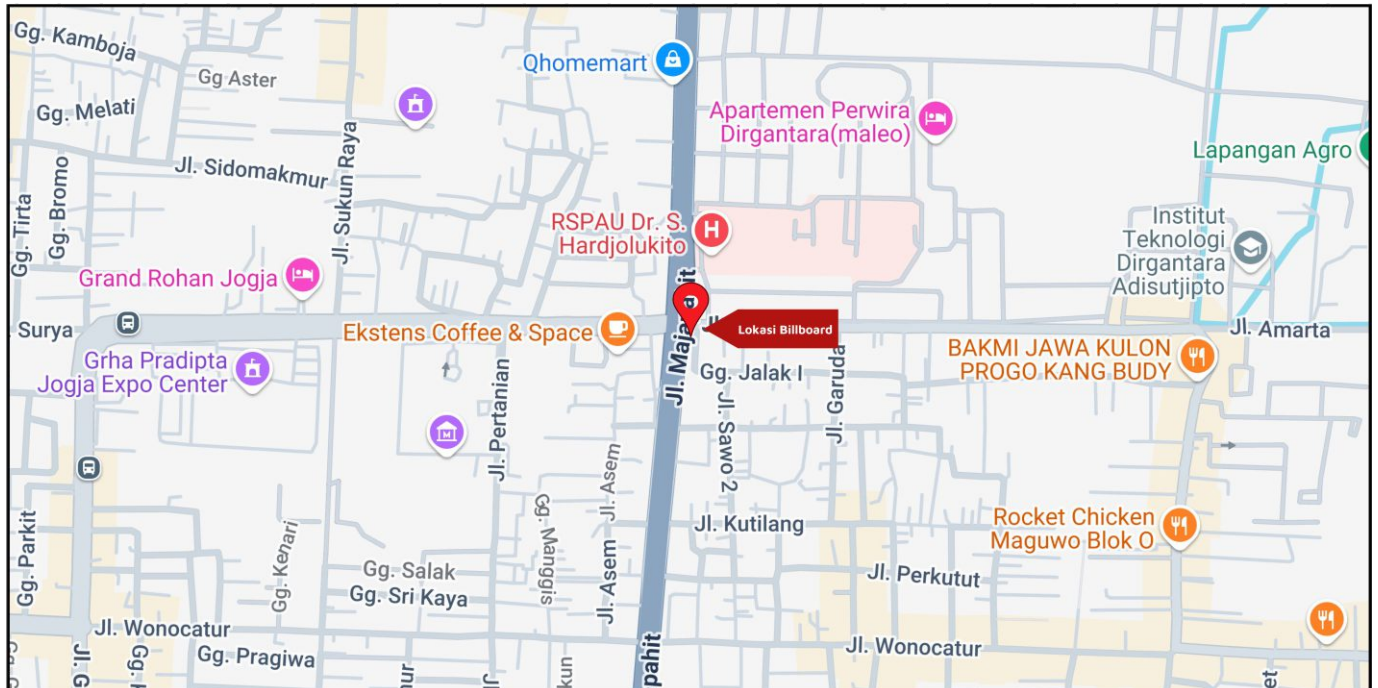 Gg. Kamboja
Gg Aster
Gg. Melati
Jl. Sidomakmur
Jl. Sukun Raya
Gg. Tirta
Gg. Bromo
Qhomemart
Apartemen Perwira
Dirgantara(maleo)
Lapangan Agro
RSPAU Dr. S.
Hardjolukito
Institut
Teknologi
Dirgantara
Adisutjipto
Grand Rohan Jogja
Surya
Ekstens Coffee & Space
Lokasi Billboard
Jl. Amarta
Grha Pradipta
Jogja Expo Center
Jl. Pertanian
Gg. Jalak I
Jl. Sawo 2
Jl. Garuda
BAKMI JAWA KULON
PROGO KANG BUDY
Gg. Parkit
Gg. Kenari
Gg. Manggis
Jl. Asem
Jl. Asem
Jl. Kutilang
Rocket Chicken
Maguwo Blok O
Gg. Salak
Gg. Sri Kaya
Jl. Perkutut
Jl. Wonocatur
Gg. Pragiwa
Jl. Wonocatur
pahit
kun